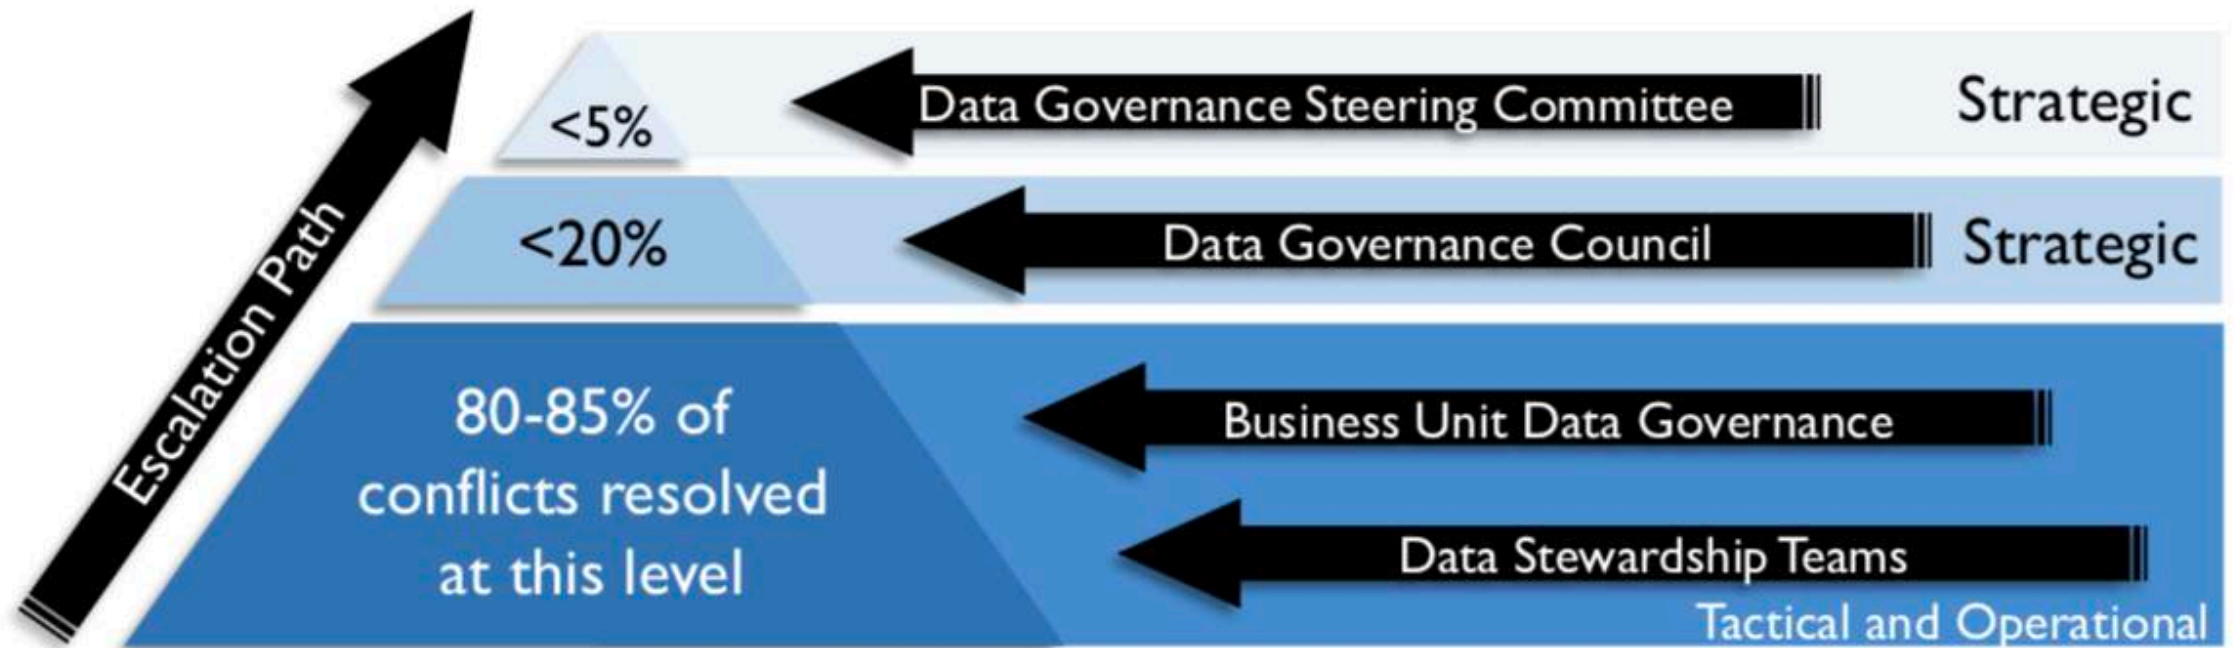 Escalation Path
<5%
Data Governance Steering Committee
Strategic
<20%
Data Governance Council
Strategic
80-85% of
conflicts resolved
at this level
Business Unit Data Governance
Data Stewardship Teams
Tactical and Operational